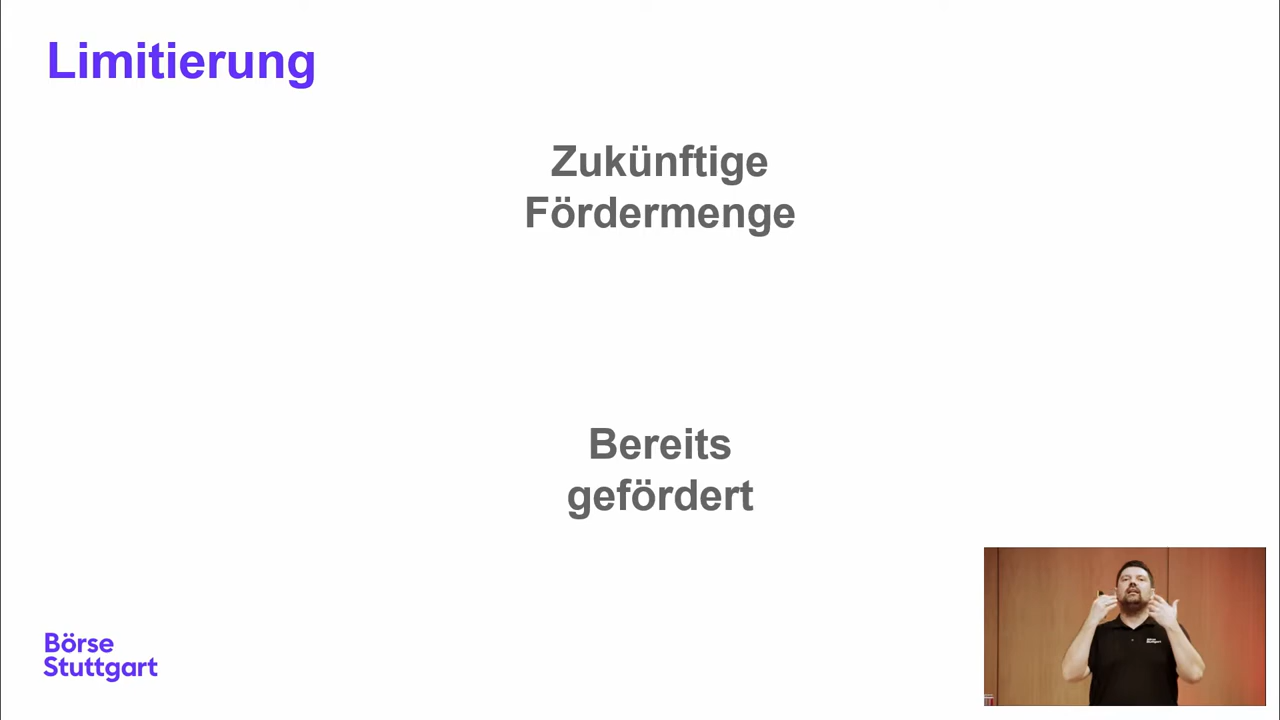 Limitierung
Zukünftige
Fördermenge
Bereits
gefördert
Börse
Stuttgart